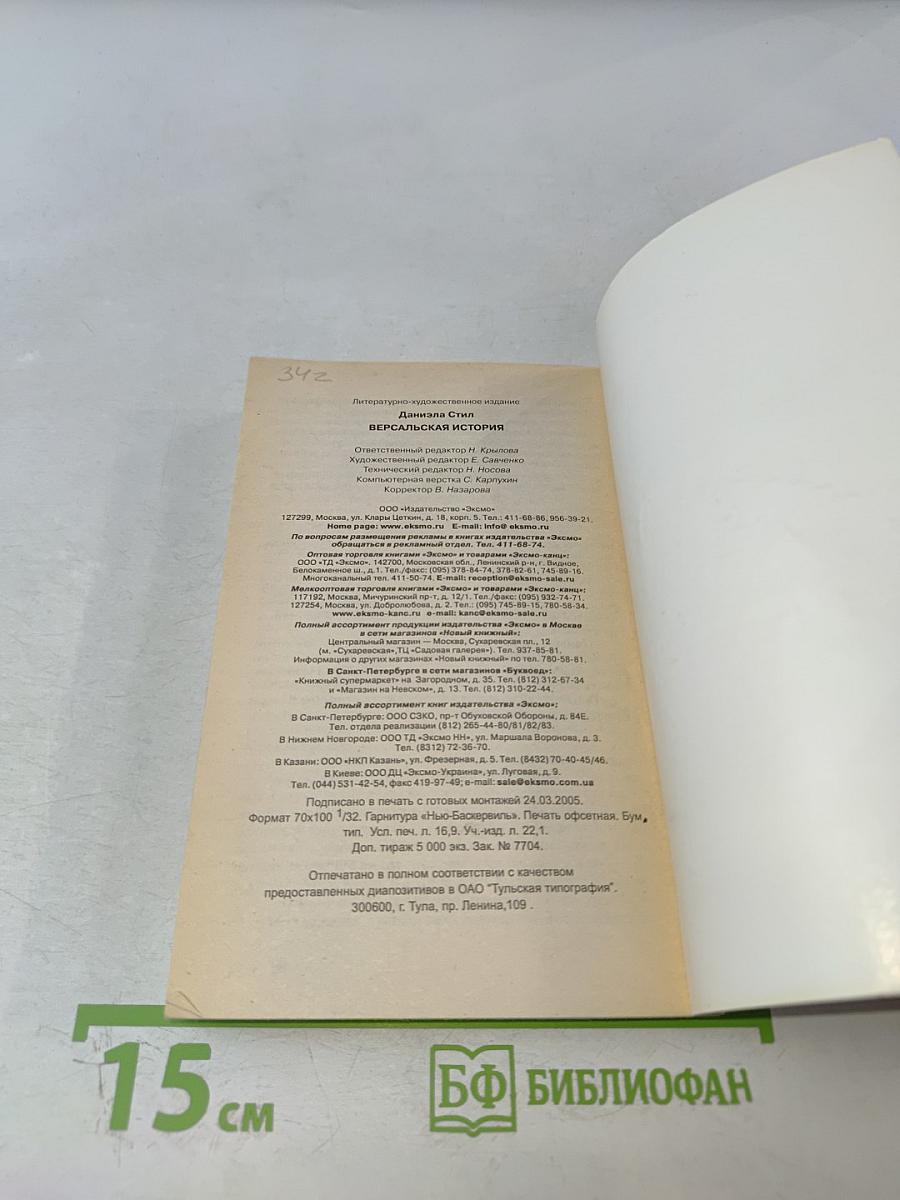 342
Литературно-художественное издание
Даниэла Стил
ВЕРСАЛЬСКАЯ ИСТОРИЯ
Ответственный редактор Н. Крылова
Художественный редактор Е. Савченко
Технический редактор Н. Носова
Компьютерная верстка С. Карпухин
Корректор В. Назарова
ООО «Издательство «Эксмо»
127299, Москва, ул. Клары Цеткин, д. 18, корп. 5. Тел.: 411-68-86, 956-39-21.
Home page: www.eksmo.ru E-mail: info@ eksmo.ru
По вопросам размещения рекламы в книгах издательства «Эксмо»
обращаться в рекламный отдел. Тел. 411-68-74.
Оптовая торговля книгами «Эксмо» и товарами «Эксмо-канц»:
ООО «ТД «Эксмо». 142700, Московская обл., Ленинский р-н, г. Видное,
Белокаменное ш., д.1. Тел./факс: (095) 378-84-74, 378-82-61, 745-89-16.
Многоканальный тел. 411-50-74. E-mail: reception@eksmo-sale.ru
Мелкооптовая торговля книгами «Эксмо» и товарами «Эксмо-канц»:
117192, Москва, Мичуринский пр-т, д. 12/1. Тел./факс: (095) 932-74-71.
127254, Москва, ул. Добролюбова, д. 2. Тел.: (095) 745-89-15, 780-58-34.
www.eksmo-kanc.ru e-mail: kanc@eksmo-sale.ru
Полный ассортимент продукции издательства «Эксмо» в Москве
в сети магазинов «Новый книжный»:
Центральный магазин — Москва, Сухаревская пл., 12
(м. «Сухаревская»,ТЦ «Садовая галерея»). Тел. 937-85-81.
Информация о других магазинах «Новый книжный» по тел. 780-58-81.
В Санкт-Петербурге в сети магазинов «Буквоед»:
«Книжный супермаркет» на Загородном, д. 35. Тел. (812) 312-67-34
и «Магазин на Невском», д. 13. Тел. (812) 310-22-44.
Полный ассортимент книг издательства «Эксмо»:
В Санкт-Петербурге: ООО СЗКО, пр-т Обуховской Обороны, д. 84Е.
Тел. отдела реализации (812) 265-44-80/81/82/83.
В Нижнем Новгороде: ООО ТД «Эксмо НН», ул. Маршала Воронова, д. 3.
Тел. (8312) 72-36-70.
В Казани: ООО «НКП Казань», ул. Фрезерная, д. 5. Тел. (8432) 70-40-45/46.
В Киеве: ООО ДЦ «Эксмо-Украина», ул. Луговая, д. 9.
Тел. (044) 531-42-54, факс 419-97-49; e-mail: sale@eksmo.com.ua
Подписано в печать с готовых монтажей 24.03.2005.
Формат 70x100 1/32. Гарнитура «Нью-Баскервиль». Печать офсетная. Бум.
тип. Усл. печ. л. 16,9. Уч.-изд. л. 22,1.
Доп. тираж 5 000 экз. Зак. № 7704.
Отпечатано в полном соответствии с качеством
предоставленных диапозитивов в ОАО "Тульская типография".
300600, г. Тула, пр. Ленина,109 .
15 см
БФ БИБЛИОФАН